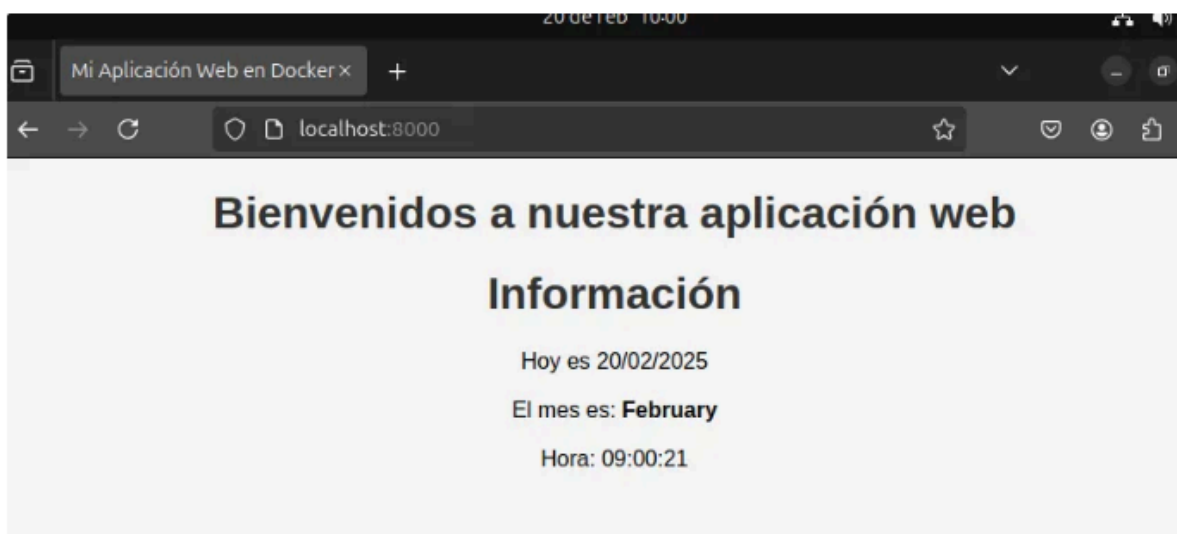 20 de feb 10:00
Mi Aplicación Web en Docker
localhost:8000
Bienvenidos a nuestra aplicación web
Información
Hoy es 20/02/2025
El mes es: February
Hora: 09:00:21